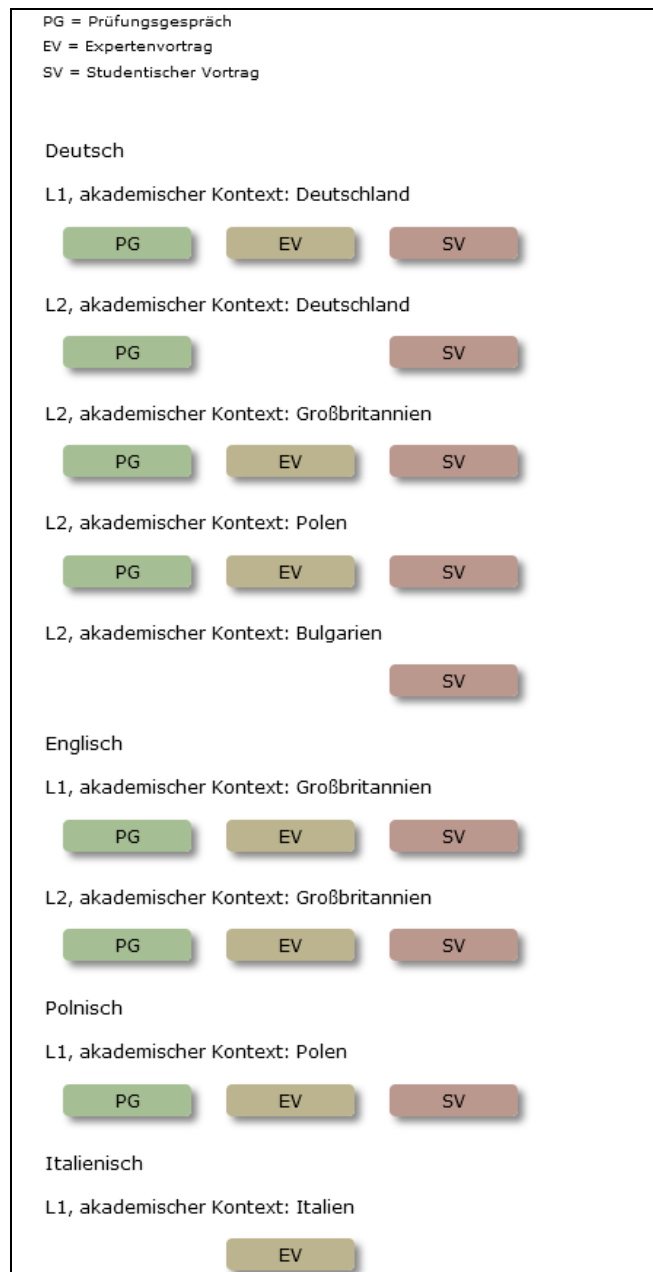 PG = Prüfungsgespräch
EV = Expertenvortrag
SV = Studentischer Vortrag
Deutsch
L1, akademischer Kontext: Deutschland
PG EV SV
L2, akademischer Kontext: Deutschland
PG SV
L2, akademischer Kontext: Großbritannien
PG EV SV
L2, akademischer Kontext: Polen
PG EV SV
L2, akademischer Kontext: Bulgarien
SV
Englisch
L1, akademischer Kontext: Großbritannien
PG EV SV
L2, akademischer Kontext: Großbritannien
PG EV SV
Polnisch
L1, akademischer Kontext: Polen
PG EV SV
Italienisch
L1, akademischer Kontext: Italien
EV